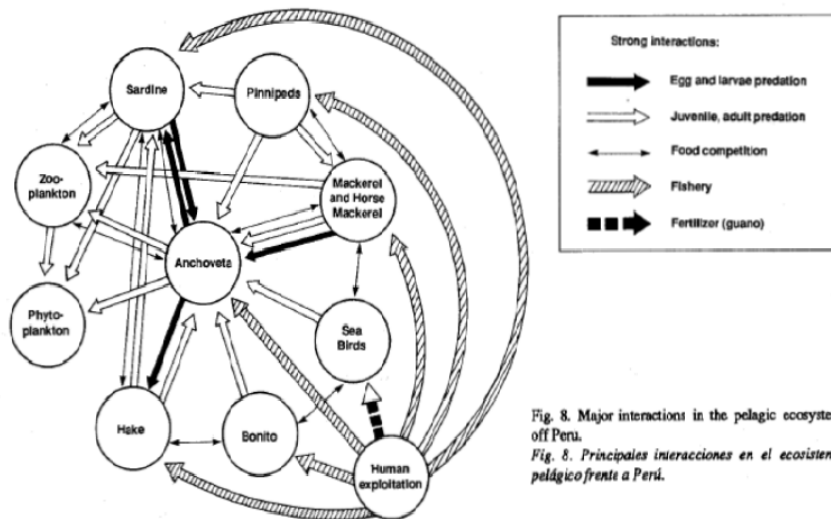 Sardine
Pinnipeds
Zoo-
plankton
Mackerel
and Horse
Mackerel
Anchoveta
Phyto-
plankton
Sea
Birds
Hake
Bonito
Human
exploitation
Strong interactions:
Egg and larvae predation
Juvenile, adult predation
Food competition
Fishery
Fertilizer (guano)
Fig. 8. Major interactions in the pelagic ecosyste
off Peru.
Fig. 8. Principales interacciones en el ecosisten
pelágico frente a Perú.